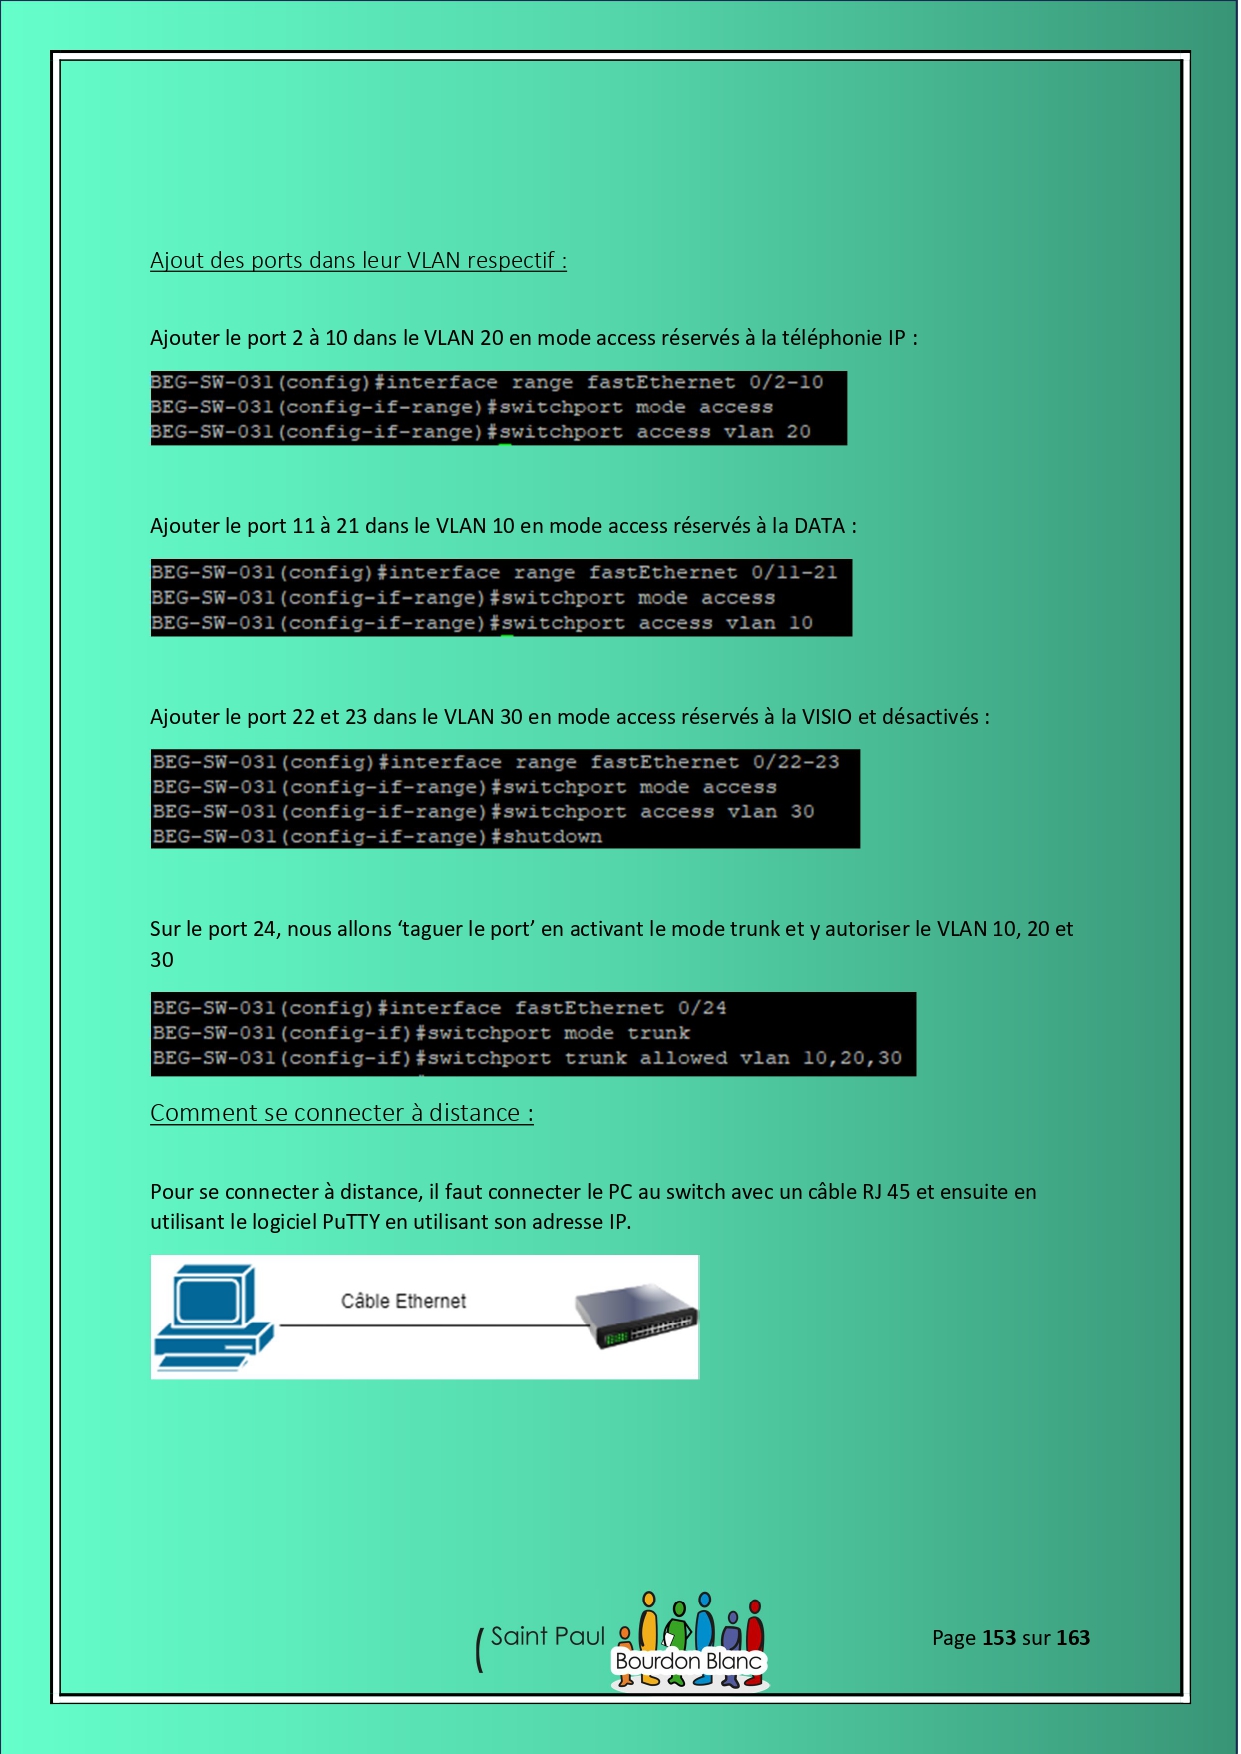 Ajout des ports dans leur VLAN respectif :
Ajouter le port 2 à 10 dans le VLAN 20 en mode access réservés à la téléphonie IP :
BEG-SW-031(config)#interface range fastEthernet 0/2-10
BEG-SW-031(config-if-range)#switchport mode access
BEG-SW-031(config-if-range)#switchport access vlan 20
Ajouter le port 11 à 21 dans le VLAN 10 en mode access réservés à la DATA :
BEG-SW-031(config)#interface range fastEthernet 0/11-21
BEG-SW-031(config-if-range)#switchport mode access
BEG-SW-031(config-if-range)#switchport access vlan 10
Ajouter le port 22 et 23 dans le VLAN 30 en mode access réservés à la VISIO et désactivés :
BEG-SW-031(config)#interface range fastEthernet 0/22-23
BEG-SW-031(config-if-range)#switchport mode access
BEG-SW-031(config-if-range)#switchport access vlan 30
BEG-SW-031(config-if-range)#shutdown
Sur le port 24, nous allons ‘taguer le port’ en activant le mode trunk et y autoriser le VLAN 10, 20 et
30
BEG-SW-031(config)#interface fastEthernet 0/24
BEG-SW-031(config-if)#switchport mode trunk
BEG-SW-031(config-if)#switchport trunk allowed vlan 10,20,30
Comment se connecter à distance :
Pour se connecter à distance, il faut connecter le PC au switch avec un câble RJ 45 et ensuite en
utilisant le logiciel PuTTY en utilisant son adresse IP.
Câble Ethernet
Saint Paul
Bourdon Blanc
Page 153 sur 163